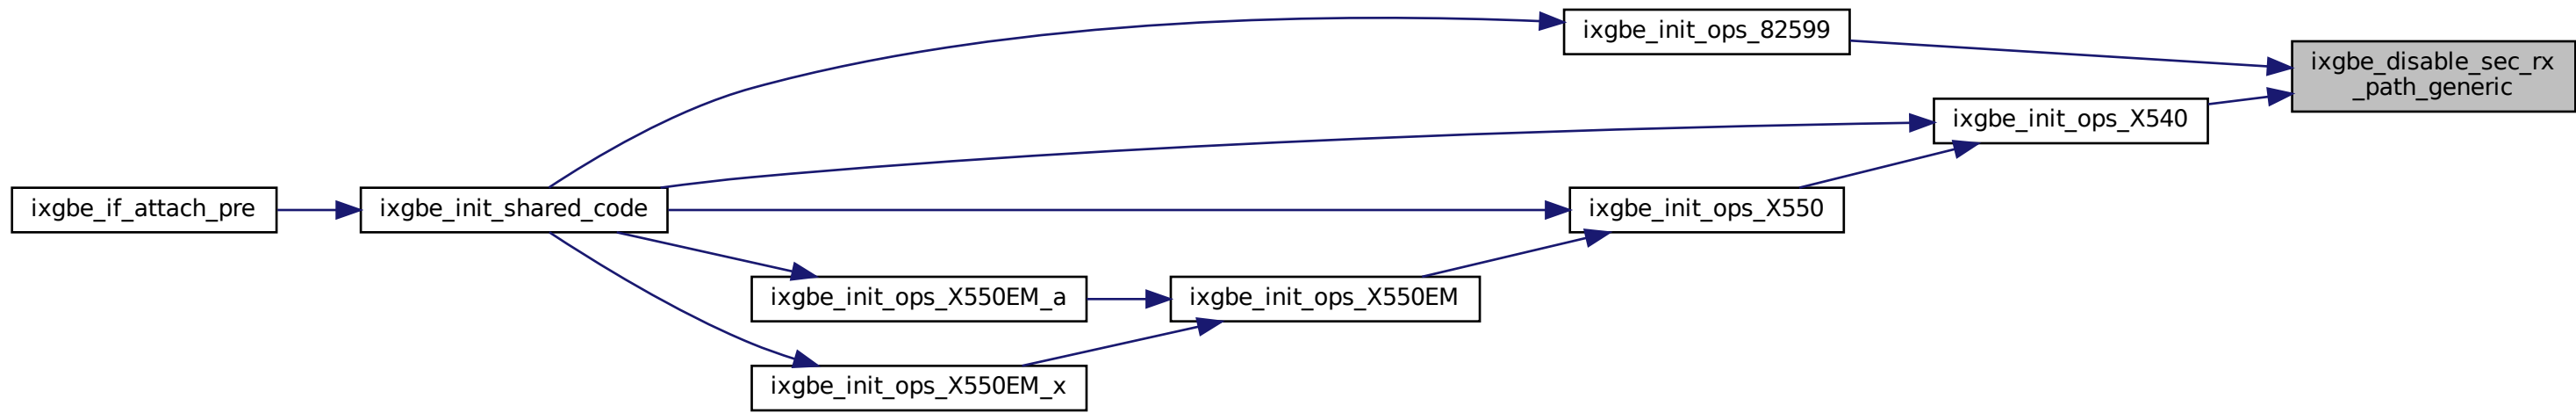 ixgbe_init_ops_82599
ixgbe_disable_sec_rx
_path_generic
ixgbe_init_ops_X540
ixgbe_if_attach_pre
ixgbe_init_shared_code
ixgbe_init_ops_X550
ixgbe_init_ops_X550EM_a
ixgbe_init_ops_X550EM
ixgbe_init_ops_X550EM_x